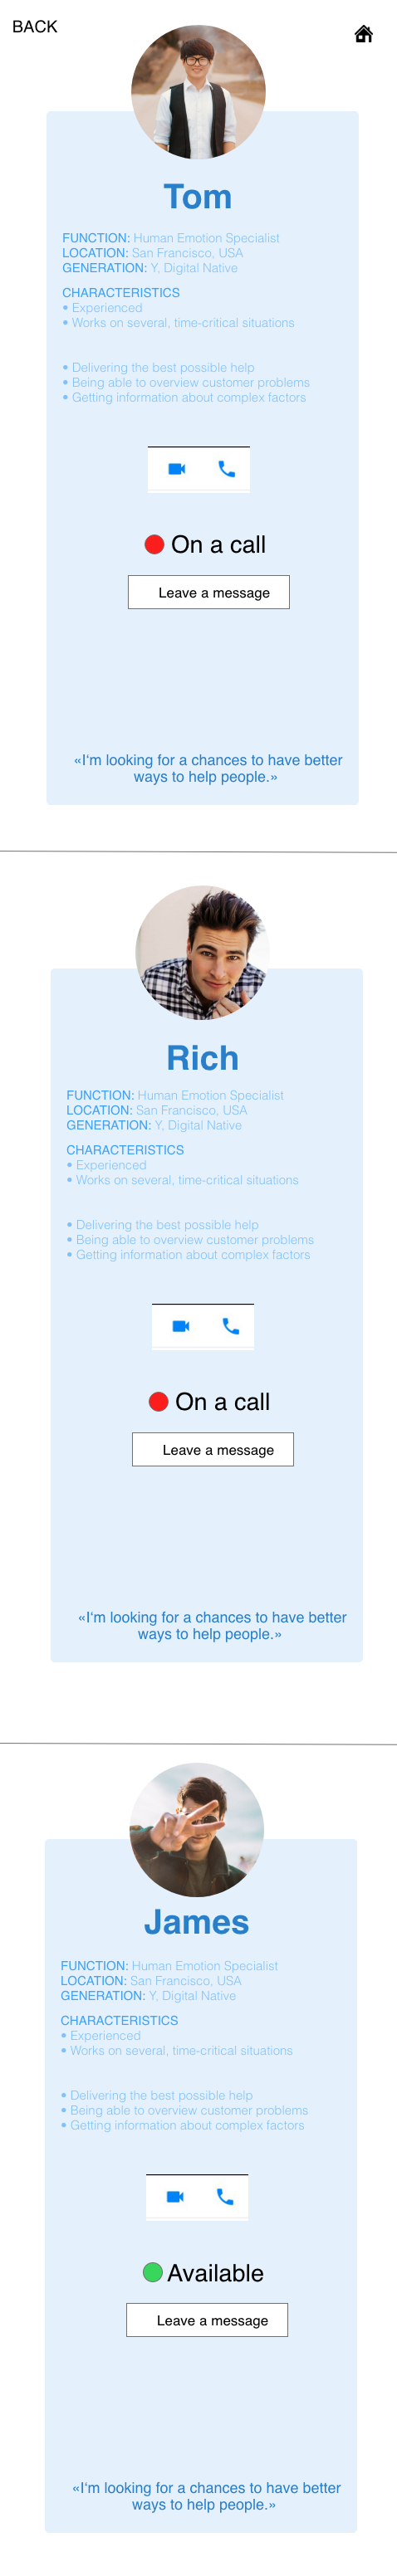 BACK
Tom
FUNCTION: Human Emotion Specialist
LOCATION: San Francisco, USA
GENERATION: Y, Digital Native
CHARACTERISTICS
• Experienced
• Works on several, time-critical situations
• Delivering the best possible help
• Being able to overview customer problems
• Getting information about complex factors
On a call
Leave a message
«I'm looking for a chances to have better
ways to help people.»
Rich
FUNCTION: Human Emotion Specialist
LOCATION: San Francisco, USA
GENERATION: Y, Digital Native
CHARACTERISTICS
• Experienced
• Works on several, time-critical situations
• Delivering the best possible help
• Being able to overview customer problems
• Getting information about complex factors
On a call
Leave a message
«I'm looking for a chances to have better
ways to help people.»
James
FUNCTION: Human Emotion Specialist
LOCATION: San Francisco, USA
GENERATION: Y, Digital Native
CHARACTERISTICS
• Experienced
• Works on several, time-critical situations
• Delivering the best possible help
• Being able to overview customer problems
• Getting information about complex factors
Available
Leave a message
«I'm looking for a chances to have better
ways to help people.»